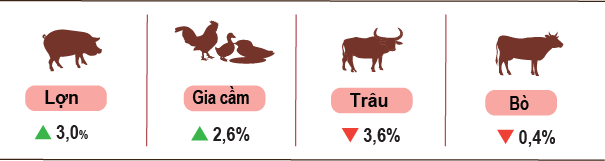 Lợn
Gia cầm
Trâu
Bò
3,0%
2,6%
3,6%
0,4%